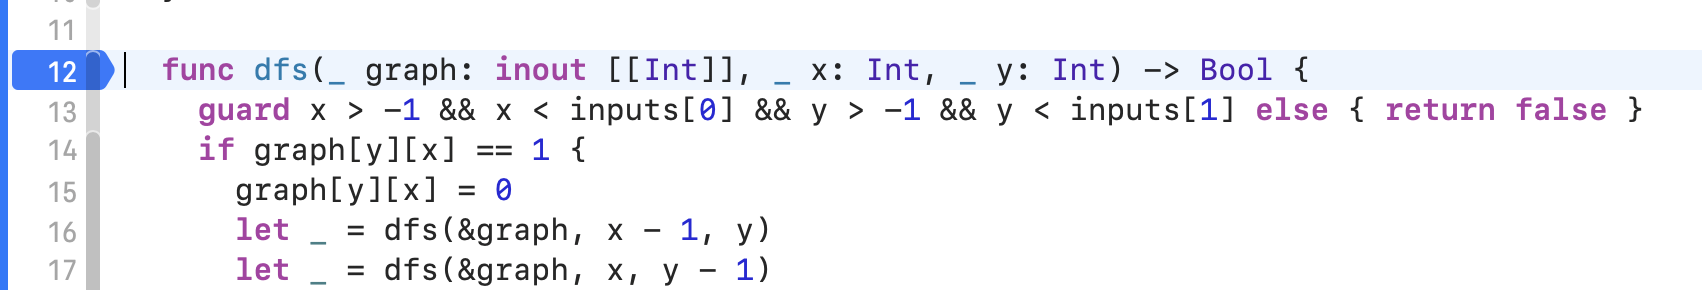 11
12 func dfs(_ graph: inout [[Int]], _ x: Int, _ y: Int) -> Bool {
13 guard x > -1 && x < inputs[0] && y > -1 && y < inputs[1] else { return false }
14 if graph[y][x] == 1 {
15 graph[y][x] = 0
16 let _ = dfs(&graph, x - 1, y)
17 let _ = dfs(&graph, x, y - 1)